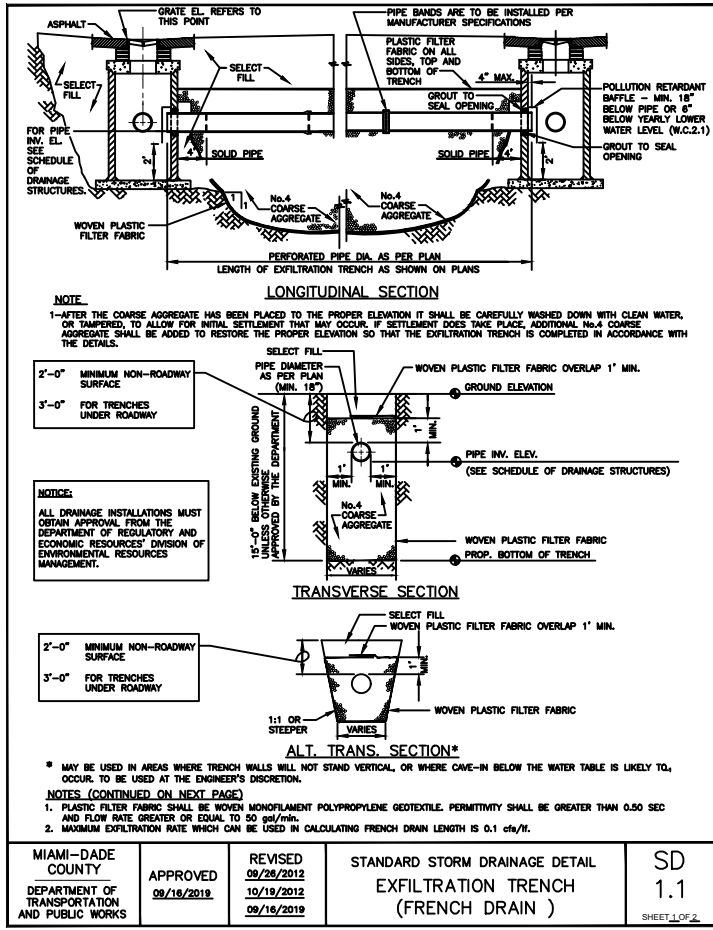 GRATE EL. REFERS TO
THIS POINT
ASPHALT
SELECT
FILL
SELECT
FILL
FOR PIPE
INV. EL.
SEE
SCHEDULE
OF
DRAINAGE
STRUCTURES.
2'
4'
SOLID PIPE
PIPE BANDS ARE TO BE INSTALLED PER
MANUFACTURER SPECIFICATIONS
PLASTIC FILTER
FABRIC ON ALL
SIDES, TOP AND
BOTTOM OF
TRENCH
4" MAX.
GROUT TO
SEAL OPENING
POLLUTION RETARDANT
BAFFLE - MIN. 18"
BELOW PIPE OR 6"
BELOW YEARLY LOWER
WATER LEVEL (W.C.2.1)
GROUT TO SEAL
OPENING
SOLID PIPE
4'
2'
1
1
No.4
COARSE
AGGREGATE
No.4
COARSE
AGGREGATE
WOVEN PLASTIC
FILTER FABRIC
PERFORATED PIPE DIA. AS PER PLAN
LENGTH OF EXFILTRATION TRENCH AS SHOWN ON PLANS
LONGITUDINAL SECTION
NOTE
1-AFTER THE COARSE AGGREGATE HAS BEEN PLACED TO THE PROPER ELEVATION IT SHALL BE CAREFULLY WASHED DOWN WITH CLEAN WATER,
OR TAMPERED, TO ALLOW FOR INITIAL SETTLEMENT THAT MAY OCCUR. IF SETTLEMENT DOES TAKE PLACE, ADDITIONAL No.4 COARSE
AGGREGATE SHALL BE ADDED TO RESTORE THE PROPER ELEVATION SO THAT THE EXFILTRATION TRENCH IS COMPLETED IN ACCORDANCE WITH
THE DETAILS.
2'-0" MINIMUM NON-ROADWAY
SURFACE
3'-0" FOR TRENCHES
UNDER ROADWAY
SELECT FILL
PIPE DIAMETER
AS PER PLAN
(MIN. 18")
WOVEN PLASTIC FILTER FABRIC OVERLAP 1' MIN.
GROUND ELEVATION
1'
MIN.
PIPE INV. ELEV.
(SEE SCHEDULE OF DRAINAGE STRUCTURES)
1'
MIN.
1'
MIN.
15'-0" BELOW EXISTING GROUND
UNLESS OTHERWISE
APPROVED BY THE DEPARTMENT
No.4
COARSE
AGGREGATE
WOVEN PLASTIC FILTER FABRIC
PROP. BOTTOM OF TRENCH
VARIES
NOTICE:
ALL DRAINAGE INSTALLATIONS MUST
OBTAIN APPROVAL FROM THE
DEPARTMENT OF REGULATORY AND
ECONOMIC RESOURCES' DIVISION OF
ENVIRONMENTAL RESOURCES
MANAGEMENT.
TRANSVERSE SECTION
2'-0" MINIMUM NON-ROADWAY
SURFACE
3'-0" FOR TRENCHES
UNDER ROADWAY
SELECT FILL
WOVEN PLASTIC FILTER FABRIC OVERLAP 1' MIN.
1'
MIN.
1:1 OR
STEEPER
VARIES
WOVEN PLASTIC FILTER FABRIC
ALT. TRANS. SECTION*
* MAY BE USED IN AREAS WHERE TRENCH WALLS WILL NOT STAND VERTICAL, OR WHERE CAVE-IN BELOW THE WATER TABLE IS LIKELY TO,
OCCUR. TO BE USED AT THE ENGINEER'S DISCRETION.
NOTES (CONTINUED ON NEXT PAGE)
1. PLASTIC FILTER FABRIC SHALL BE WOVEN MONOFILAMENT POLYPROPYLENE GEOTEXTILE. PERMITIVITY SHALL BE GREATER THAN 0.50 SEC
AND FLOW RATE GREATER OR EQUAL TO 50 gal/min.
2. MAXIMUM EXFILTRATION RATE WHICH CAN BE USED IN CALCULATING FRENCH DRAIN LENGTH IS 0.1 cfs/lf.
MIAMI-DADE
COUNTY
DEPARTMENT OF
TRANSPORTATION
AND PUBLIC WORKS
APPROVED
09/16/2019
REVISED
09/26/2012
10/19/2012
09/16/2019
STANDARD STORM DRAINAGE DETAIL
EXFILTRATION TRENCH
(FRENCH DRAIN )
SD
1.1
SHEET 1 OF 2